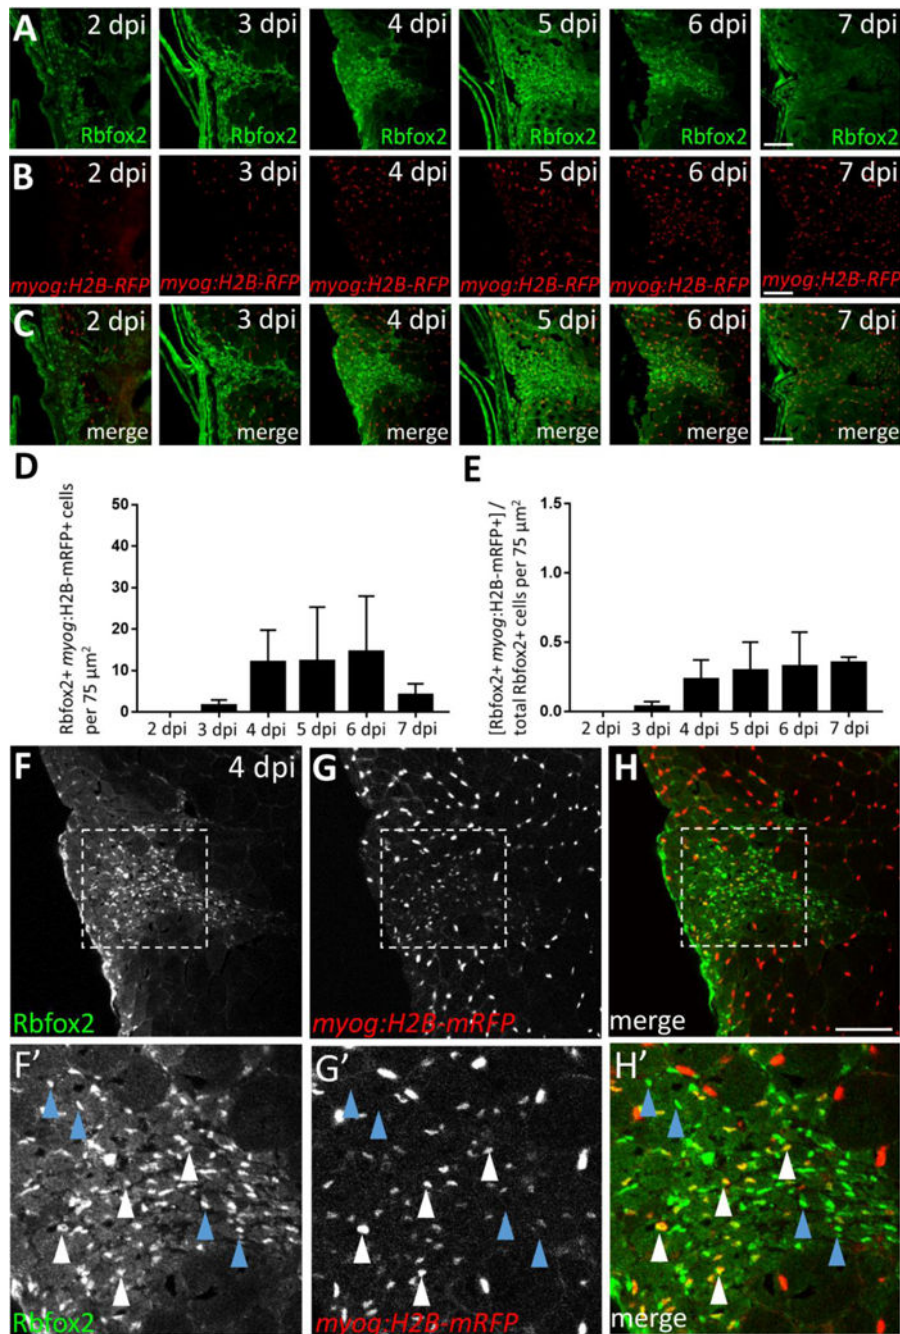 A 2 dpi 3 dpi 4 dpi 5 dpi 6 dpi 7 dpi
Rbfox2 Rbfox2 Rbfox2 Rbfox2 Rbfox2 Rbfox2
B 2 dpi 3 dpi 4 dpi 5 dpi 6 dpi 7 dpi
myog:H2B-RFP myog:H2B-RFP myog:H2B-RFP myog:H2B-RFP myog:H2B-RFP myog:H2B-RFP
C 2 dpi 3 dpi 4 dpi 5 dpi 6 dpi 7 dpi
merge merge merge merge merge merge
D
Rbfox2+ myog:H2B-mRFP+ cells
per 75 µm²
50
40
30
20
10
0
2 dpi 3 dpi 4 dpi 5 dpi 6 dpi 7 dpi
E
[Rbfox2+ myog:H2B-mRFP+] /
total Rbfox2+ cells per 75 µm²
1.5
1.0
0.5
0.0
2 dpi 3 dpi 4 dpi 5 dpi 6 dpi 7 dpi
F 4 dpi G H
Rbfox2 myog:H2B-mRFP merge
F' G' H'
Rbfox2 myog:H2B-mRFP merge